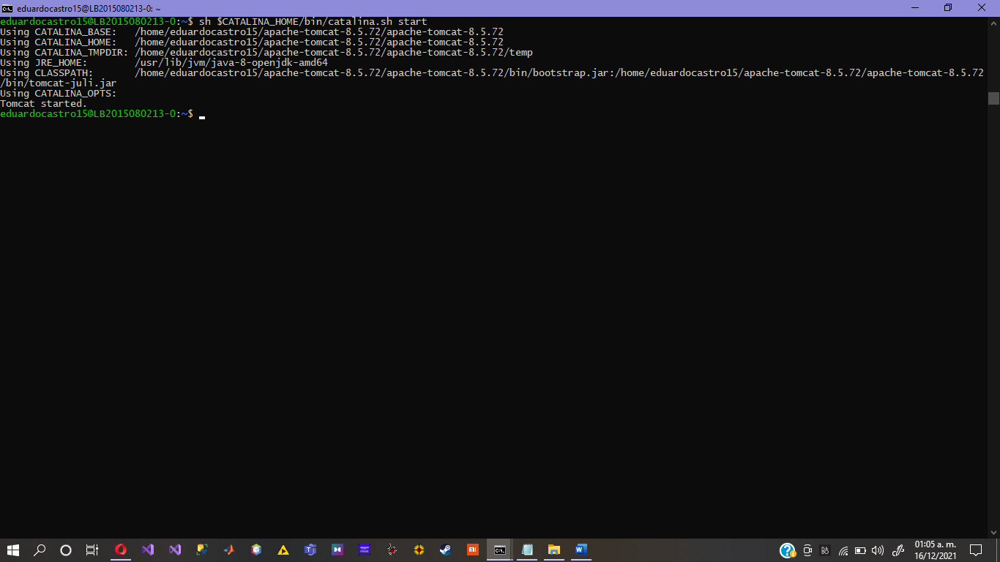 eduardocastro15@LB2015080213-0: ~
eduardocastro15@LB2015080213-0:~$ sh $CATALINA_HOME/bin/catalina.sh start
Using CATALINA_BASE:   /home/eduardocastro15/apache-tomcat-8.5.72/apache-tomcat-8.5.72
Using CATALINA_HOME:   /home/eduardocastro15/apache-tomcat-8.5.72/apache-tomcat-8.5.72
Using CATALINA_TMPDIR: /home/eduardocastro15/apache-tomcat-8.5.72/apache-tomcat-8.5.72/temp
Using JRE_HOME:        /usr/lib/jvm/java-8-openjdk-amd64
Using CLASSPATH:       /home/eduardocastro15/apache-tomcat-8.5.72/apache-tomcat-8.5.72/bin/bootstrap.jar:/home/eduardocastro15/apache-tomcat-8.5.72/apache-tomcat-8.5.72
/bin/tomcat-juli.jar
Using CATALINA_OPTS:
Tomcat started.
eduardocastro15@LB2015080213-0:~$
01:05 a. m.
16/12/2021